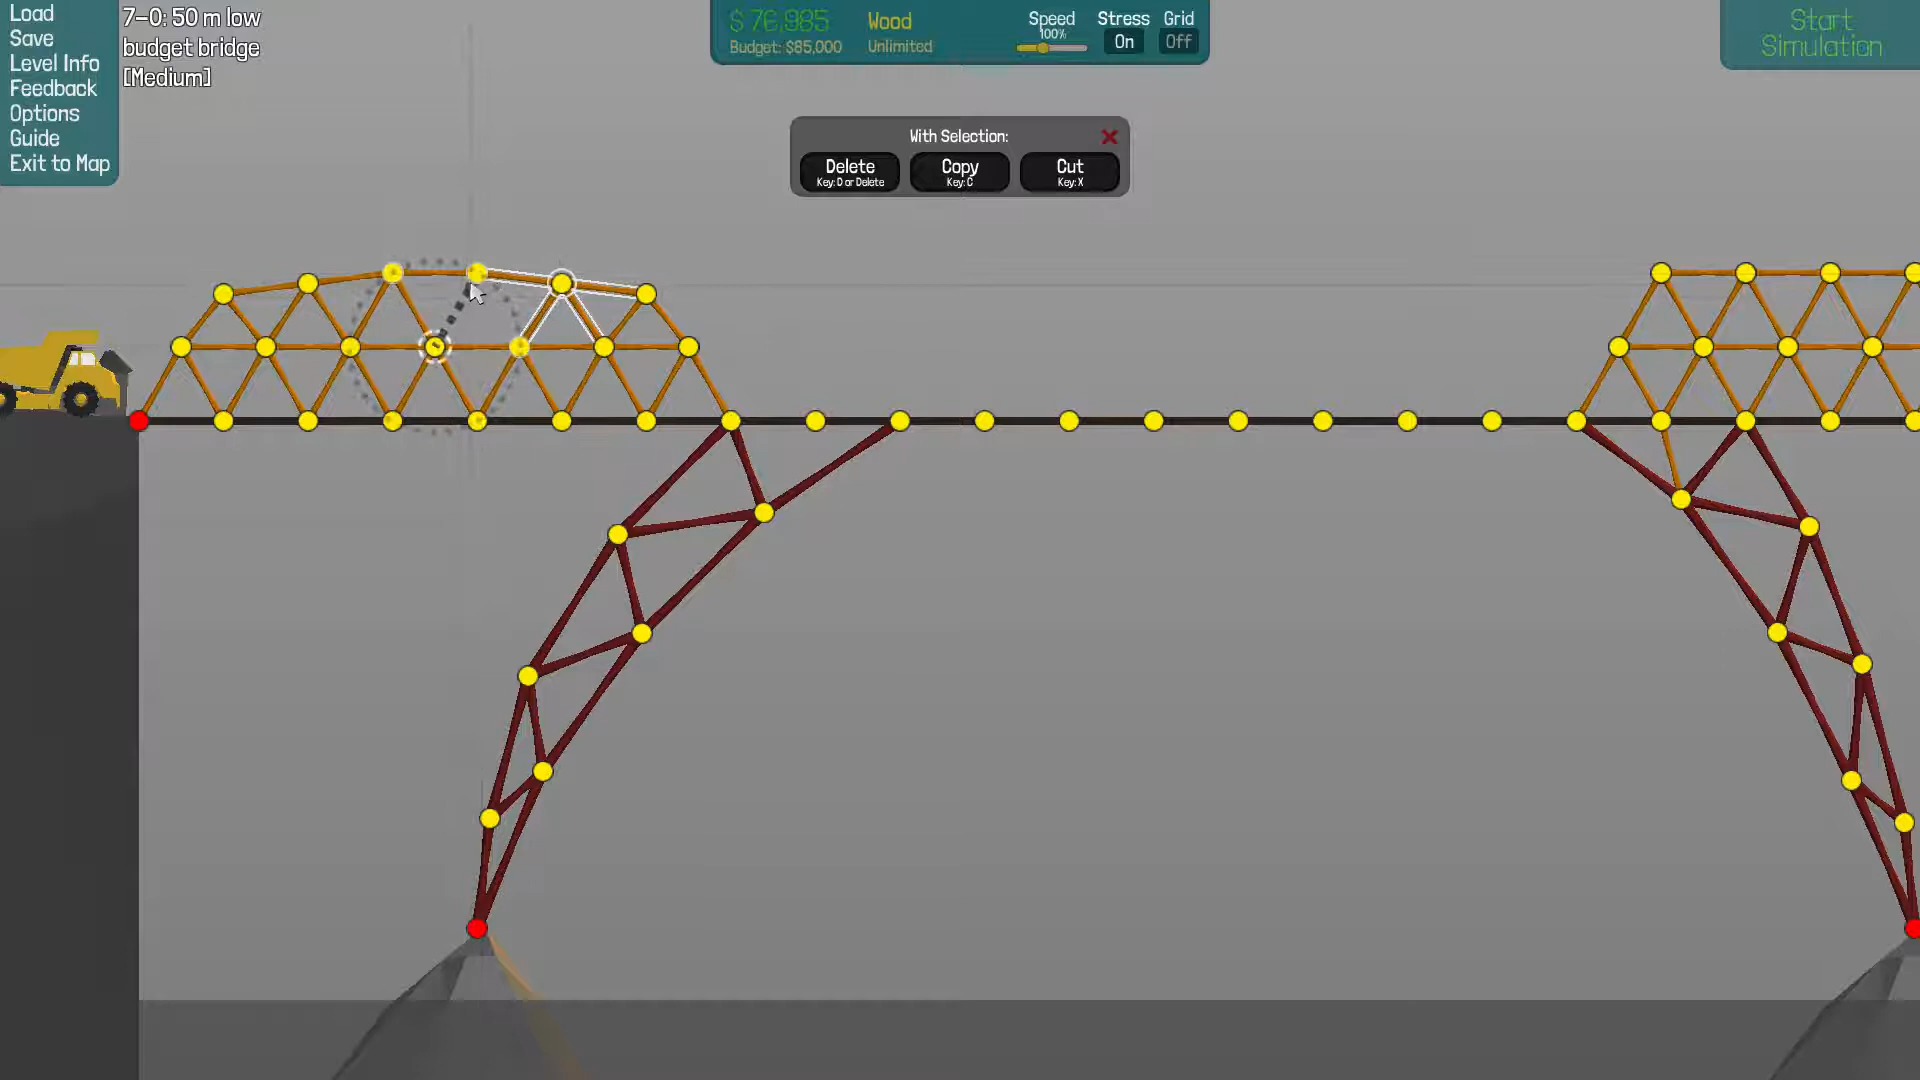 Load
Save
Level Info
Feedback
Options
Guide
Exit to Map
7-0: 50 m low
budget bridge
[Medium]
$ 76,985
Budget: $85,000
Wood
Unlimited
Speed
100%
Stress
On
Grid
Off
Start
Simulation
With Selection:
Delete
Key: D or Delete
Copy
Key: C
Cut
Key: X